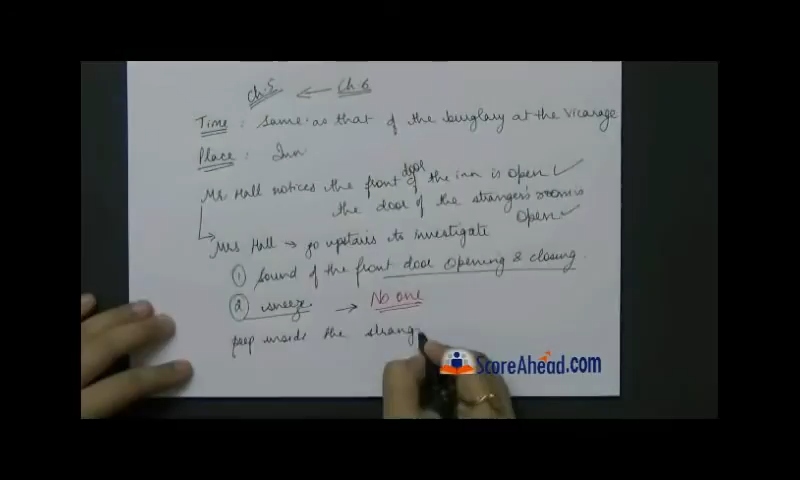 Ch.5 ← Ch.6
Time : Same as that of the burglary at the vicarage
Place : Inn
Mr Hall notices the front door of the inn is open ✓
the door of the stranger's room is open ✓
Mrs Hall → go upstairs to investigate
① Sound of the front door opening & closing.
② sneeze → No one
peep inside the strang
ScoreAhead.com